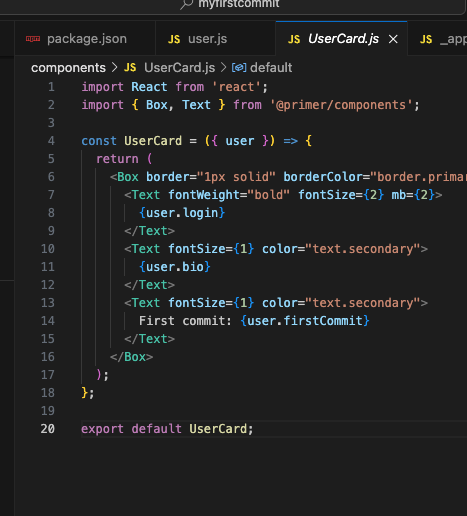 myfirstcommit
package.json JS user.js JS UserCard.js JS _app
components > JS UserCard.js > default
1 import React from 'react';
2 import { Box, Text } from '@primer/components';
3
4 const UserCard = ({ user }) => {
5 return (
6 <Box border="1px solid" borderColor="border.primar
7 <Text fontWeight="bold" fontSize={2} mb={2}>
8 {user.login}
9 </Text>
10 <Text fontSize={1} color="text.secondary">
11 {user.bio}
12 </Text>
13 <Text fontSize={1} color="text.secondary">
14 First commit: {user.firstCommit}
15 </Text>
16 </Box>
17 );
18 };
19
20 export default UserCard;